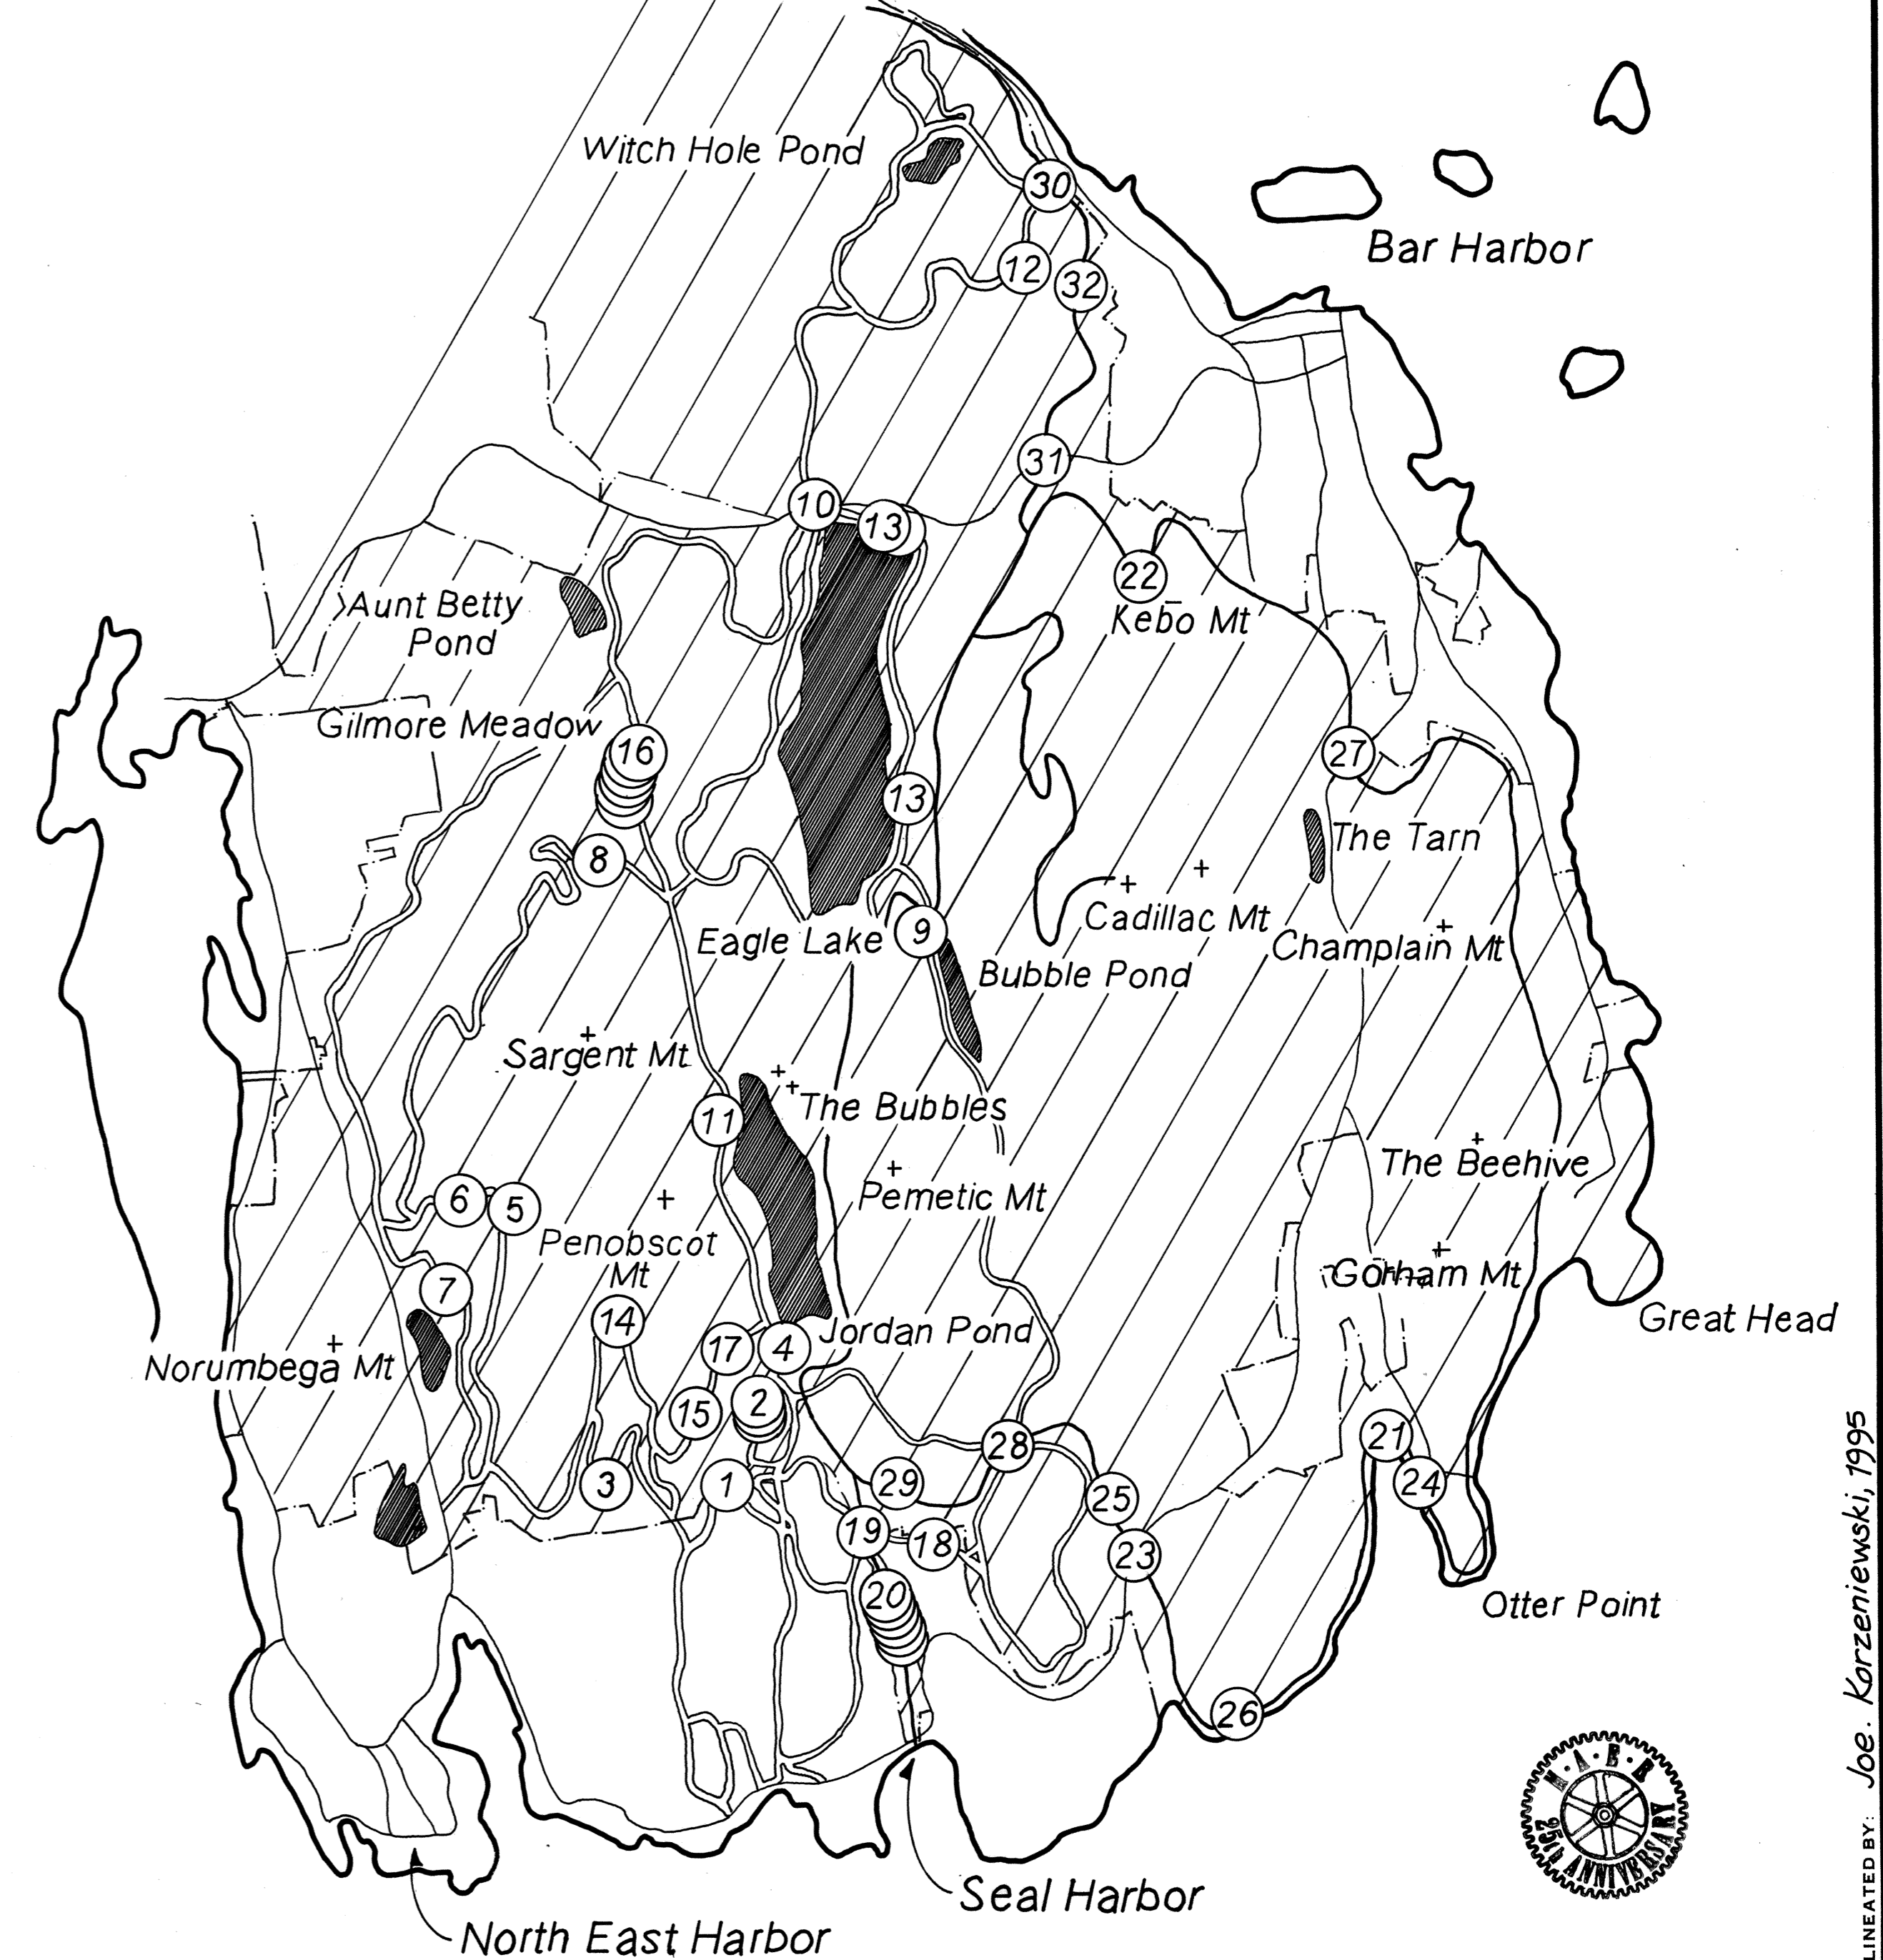 Witch Hole Pond
30
Bar Harbor
12
32
31
10
13
22
Aunt Betty
Pond
Kebo Mt
Gilmore Meadow
16
27
13
The Tarn
8
Cadillac Mt
Eagle Lake
9
Champlain Mt
Bubble Pond
Sargent Mt
The Bubbles
11
The Beehive
Pemetic Mt
6
5
Penobscot
Mt
Gorham Mt
7
Great Head
14
Jordan Pond
17
4
Norumbega Mt
2
15
21
28
3
1
29
24
25
19
18
23
20
Otter Point
26
H·A·E·R
25th ANNIVERSARY
Seal Harbor
North East Harbor
LINEATED BY: Joe. Korzeniewski, 1995